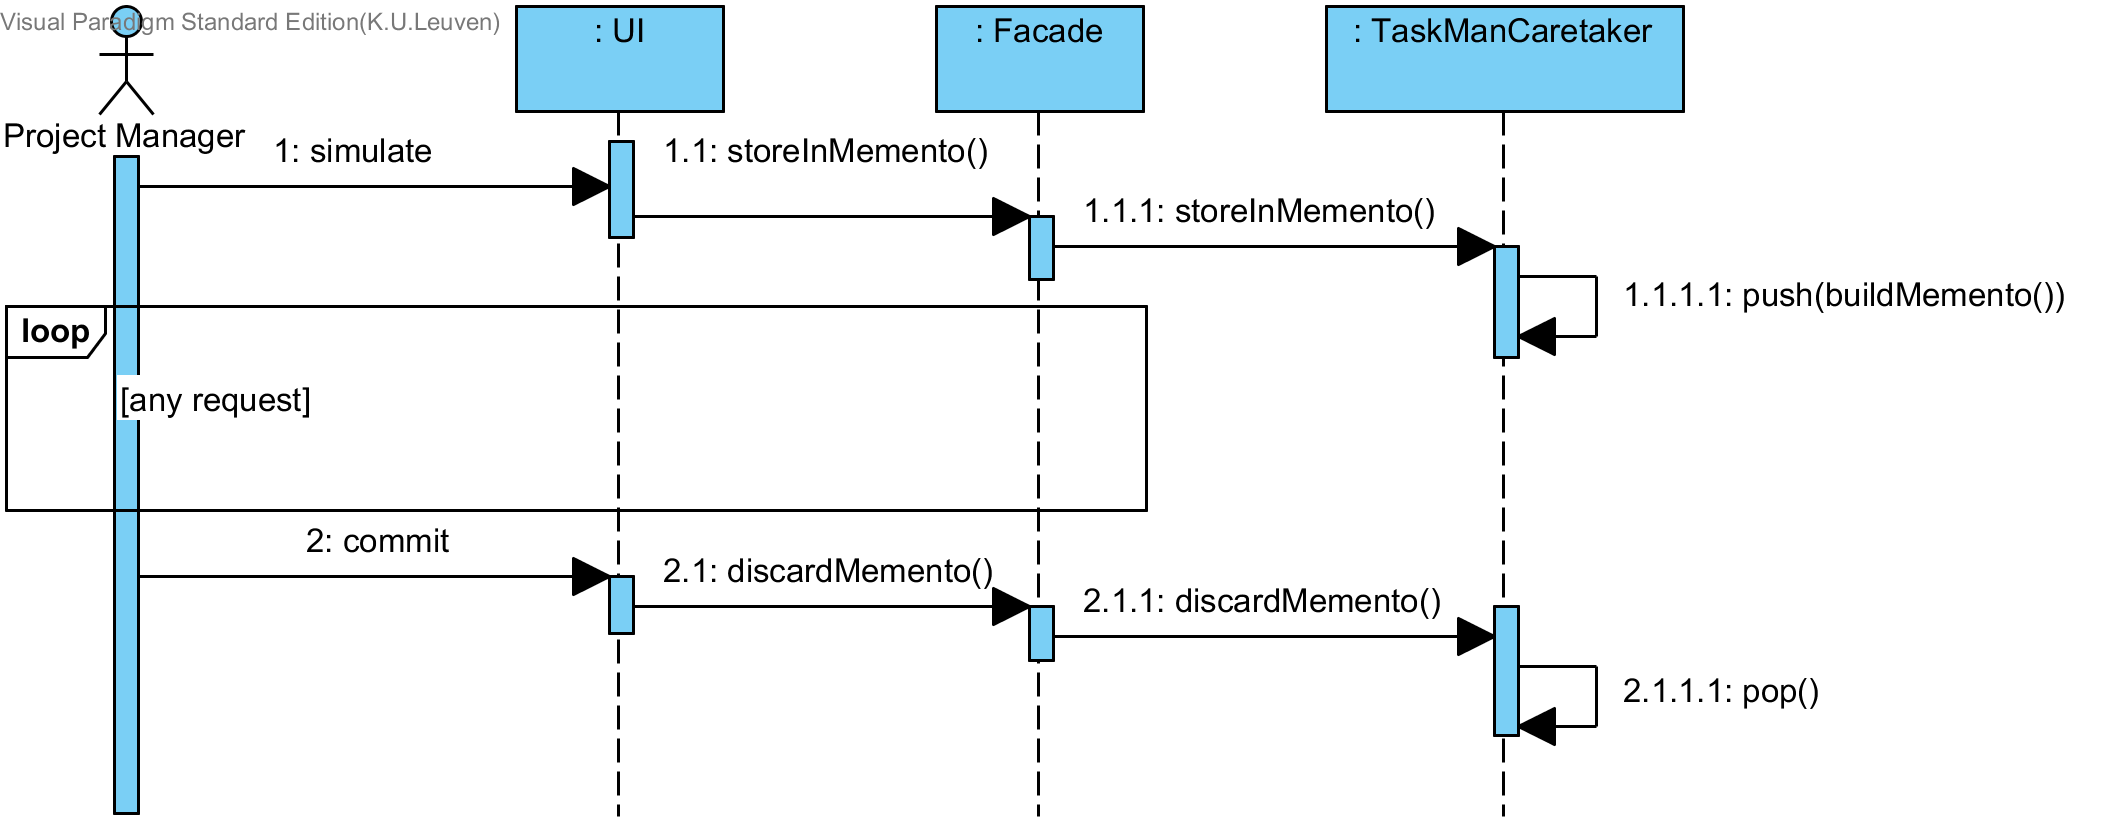 Visual Paradigm Standard Edition(K.U.Leuven)
: UI
: Facade
: TaskManCaretaker
Project Manager
1: simulate
1.1: storeInMemento()
1.1.1: storeInMemento()
1.1.1.1: push(buildMemento())
loop
[any request]
2: commit
2.1: discardMemento()
2.1.1: discardMemento()
2.1.1.1: pop()